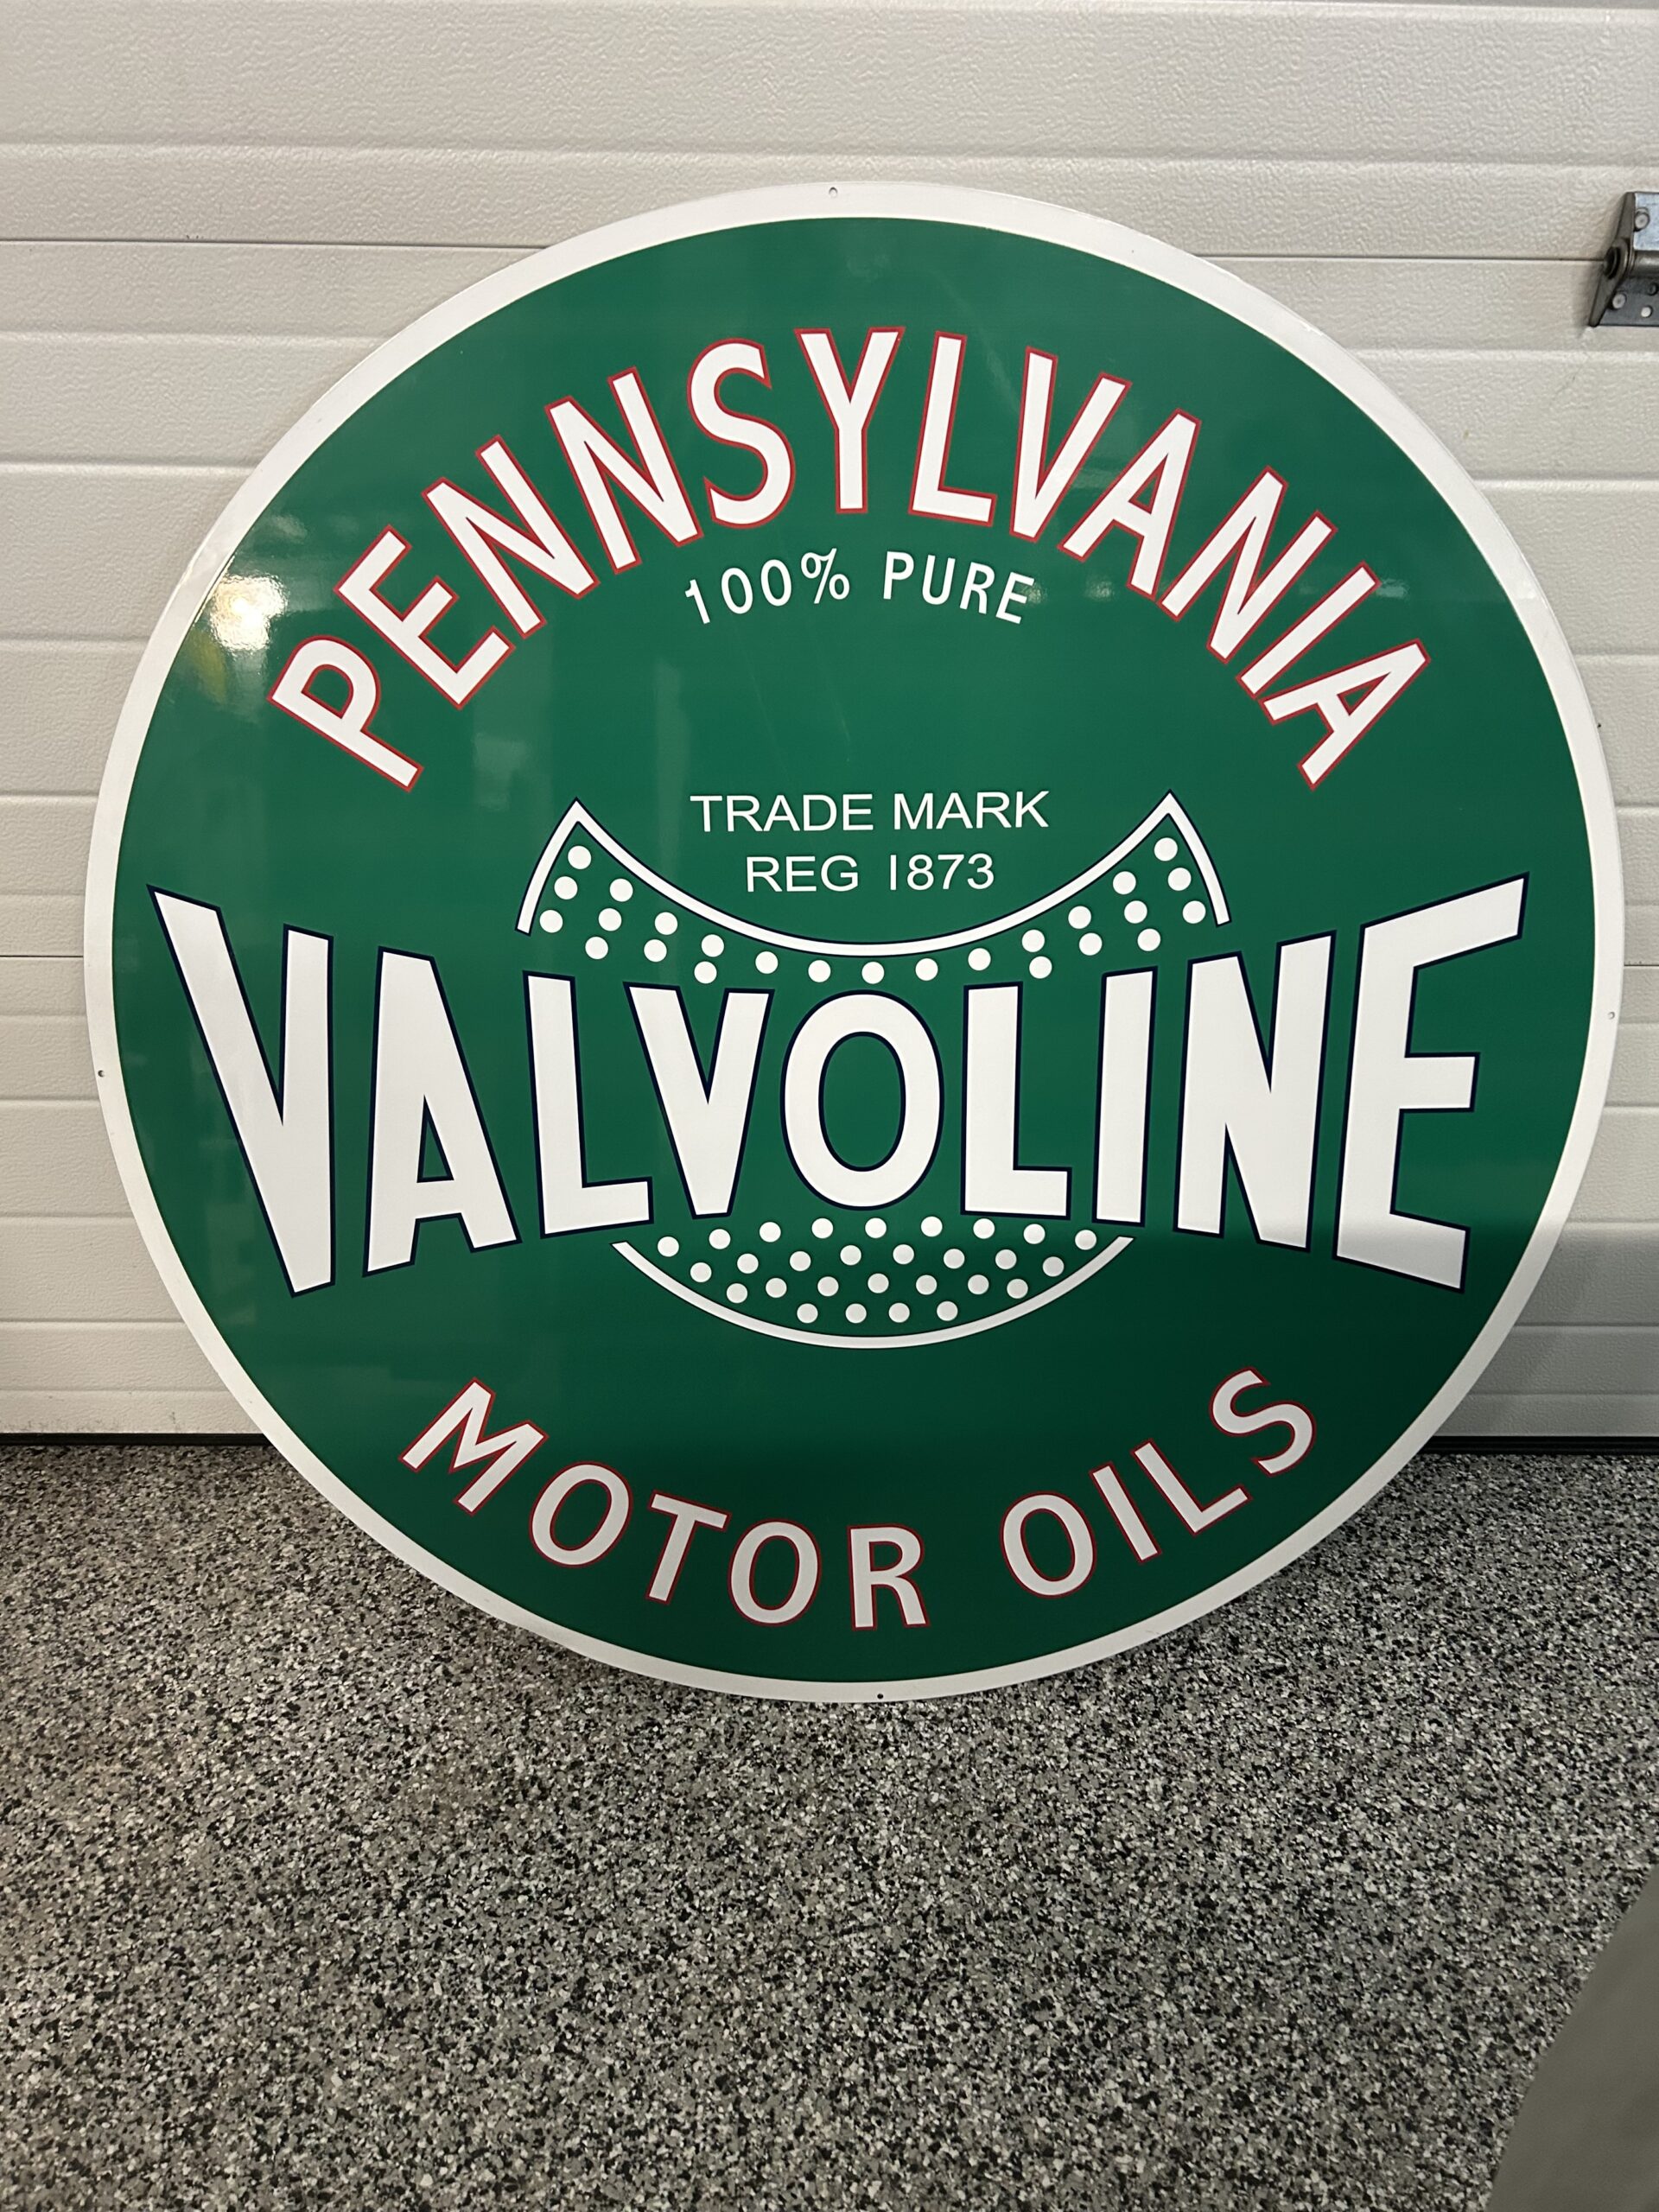 PENNSYLVANIA
100% PURE
TRADE MARK
REG 1873
VALVOLINE
MOTOR OILS